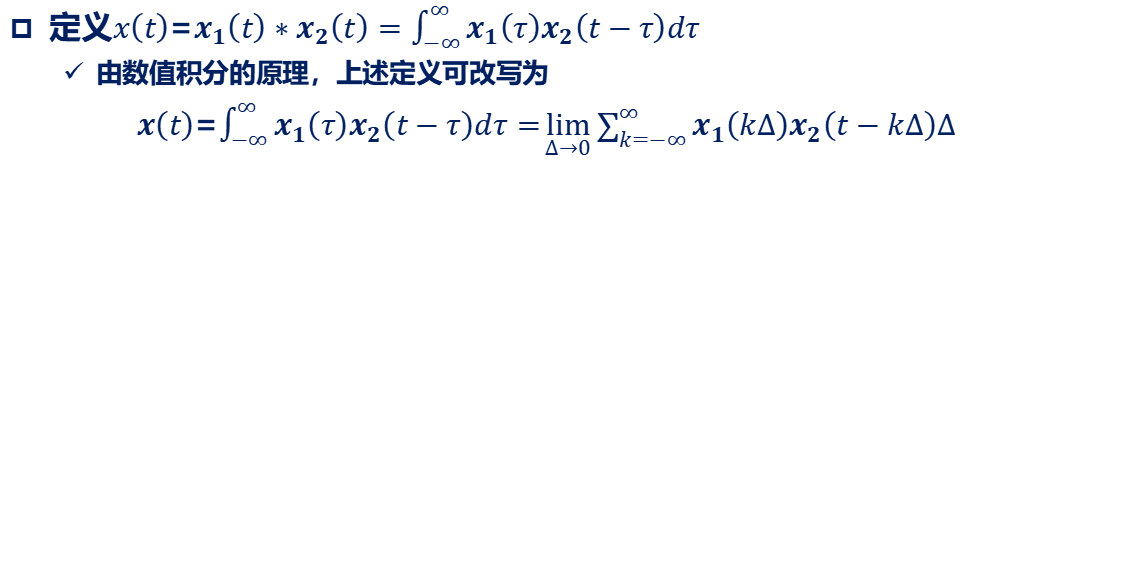 定义x(t)=x₁(t) ∗ x₂(t) = ∫_{−∞}^{∞} x₁(τ)x₂(t − τ)dτ
由数值积分的原理，上述定义可改写为
x(t)=∫_{−∞}^{∞} x₁(τ)x₂(t − τ)dτ = lim_{Δ→0} ∑_{k=−∞}^{∞} x₁(kΔ)x₂(t − kΔ)Δ